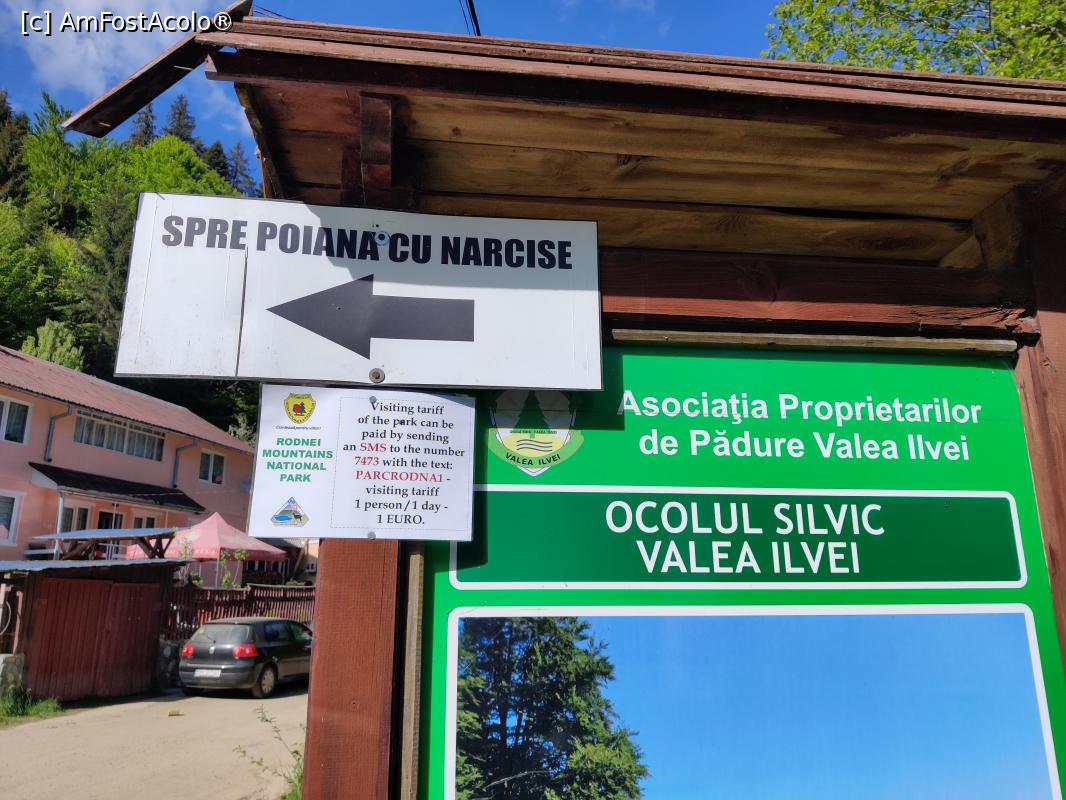 [c] AmFostAcolo®
SPRE POIANA CU NARCISE
RODNEI
MOUNTAINS
NATIONAL
PARK
Visiting tariff
of the park can be
paid by sending
an SMS to the number
7473 with the text:
PARCRODNA1 -
visiting tariff
1 person / 1 day -
1 EURO.
VALEA ILVEI
Asociaţia Proprietarilor
de Pădure Valea Ilvei
OCOLUL SILVIC
VALEA ILVEI